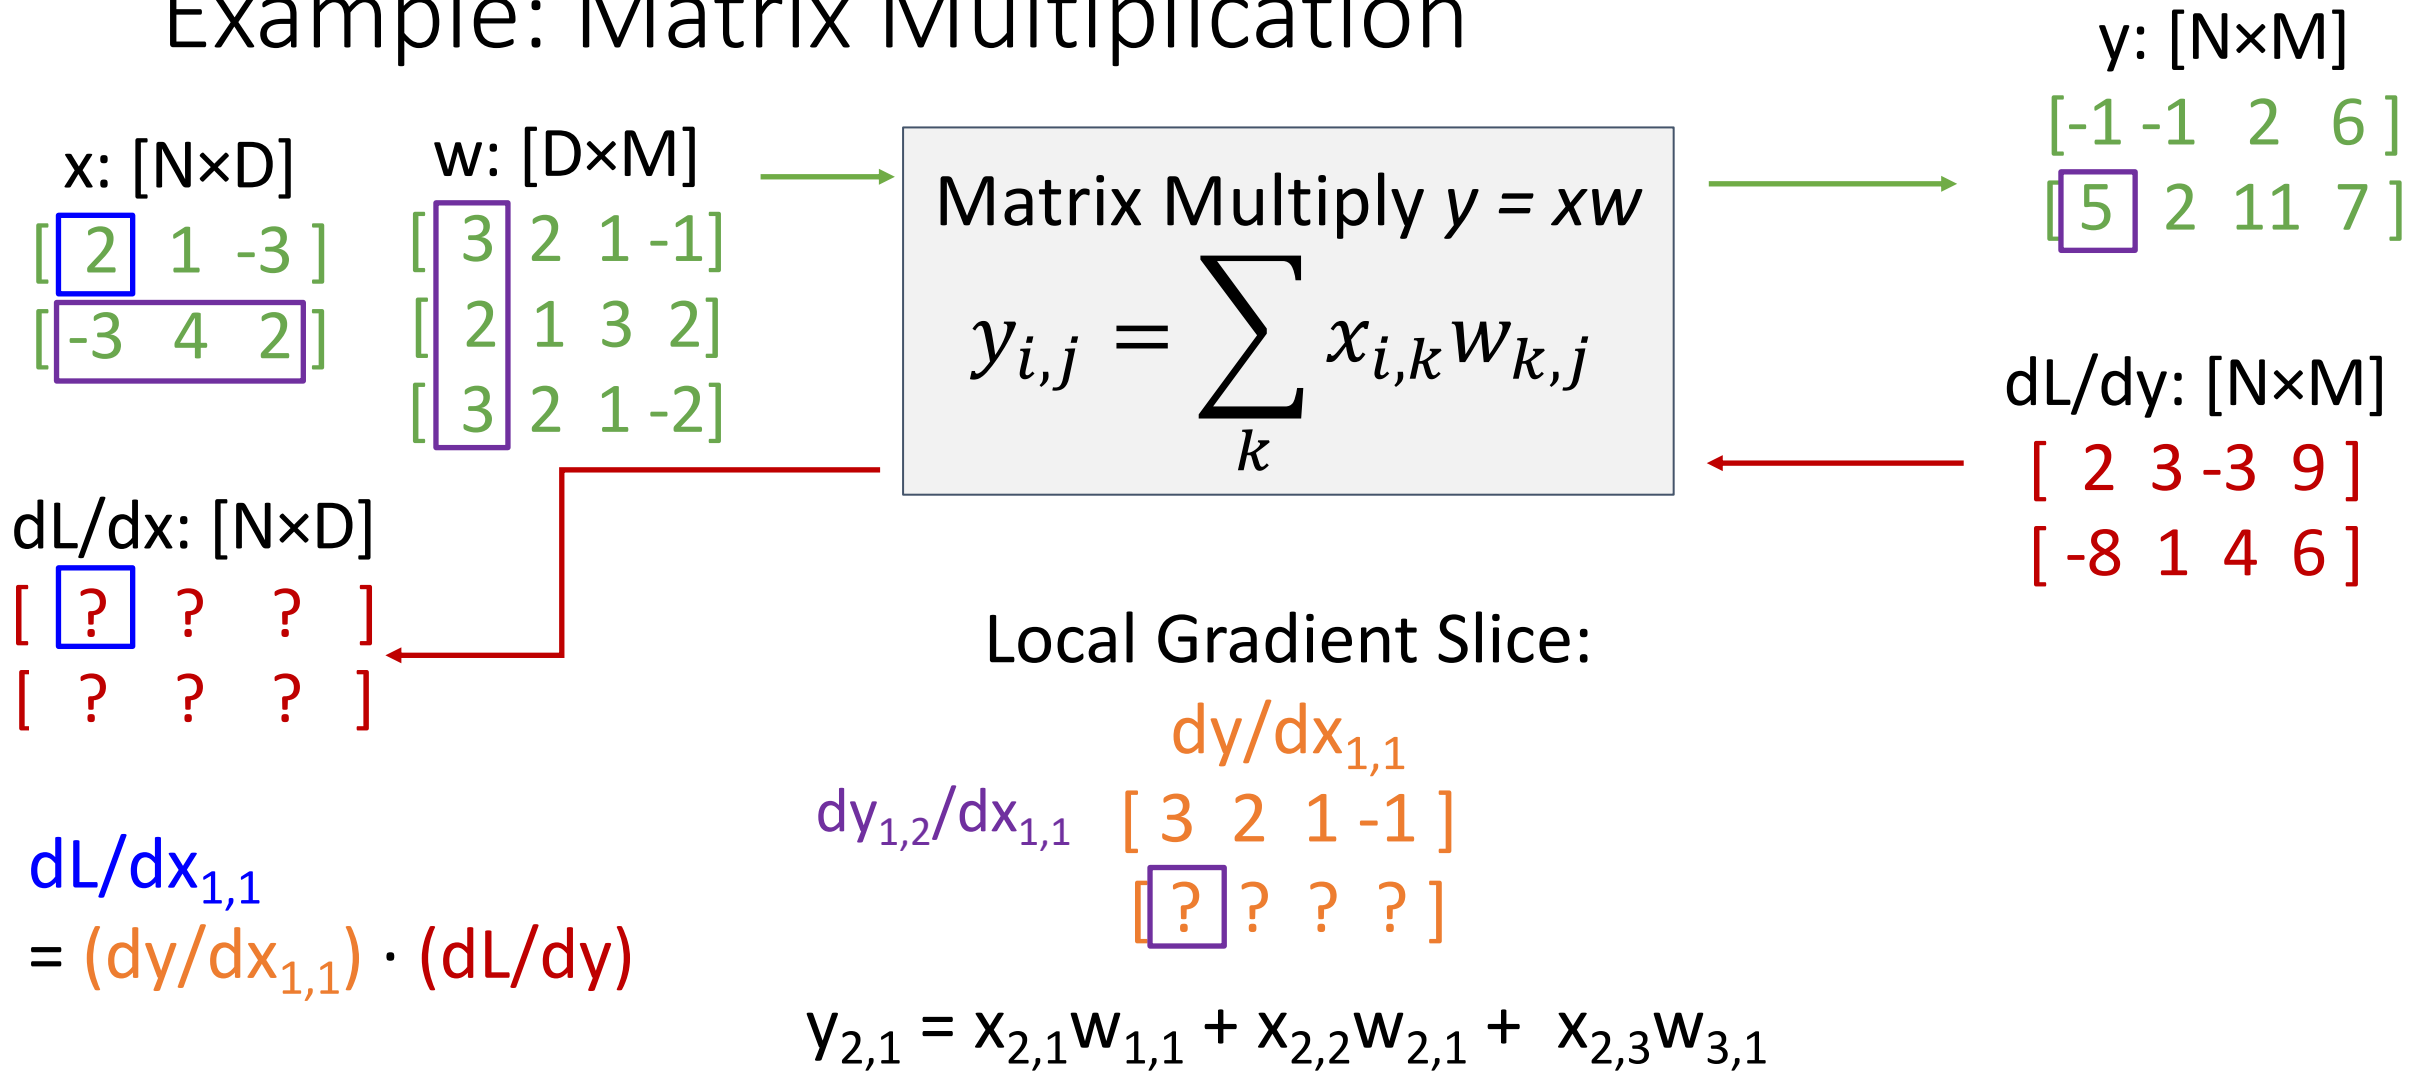 Example: Matrix Multiplication
x: [N×D]
[ 2 1 -3 ]
[ -3 4 2 ]
w: [D×M]
[ 3 2 1 -1]
[ 2 1 3 2]
[ 3 2 1 -2]
Matrix Multiply y = xw
y_{i,j} = ∑_k x_{i,k}w_{k,j}
y: [N×M]
[-1 -1 2 6 ]
[ 5 2 11 7 ]
dL/dy: [N×M]
[ 2 3 -3 9 ]
[ -8 1 4 6 ]
dL/dx: [N×D]
[ ? ? ? ]
[ ? ? ? ]
dL/dx_{1,1}
= (dy/dx_{1,1}) · (dL/dy)
Local Gradient Slice:
dy/dx_{1,1}
dy_{1,2}/dx_{1,1}
[ 3 2 1 -1 ]
[ ? ? ? ? ]
y_{2,1} = x_{2,1}w_{1,1} + x_{2,2}w_{2,1} + x_{2,3}w_{3,1}